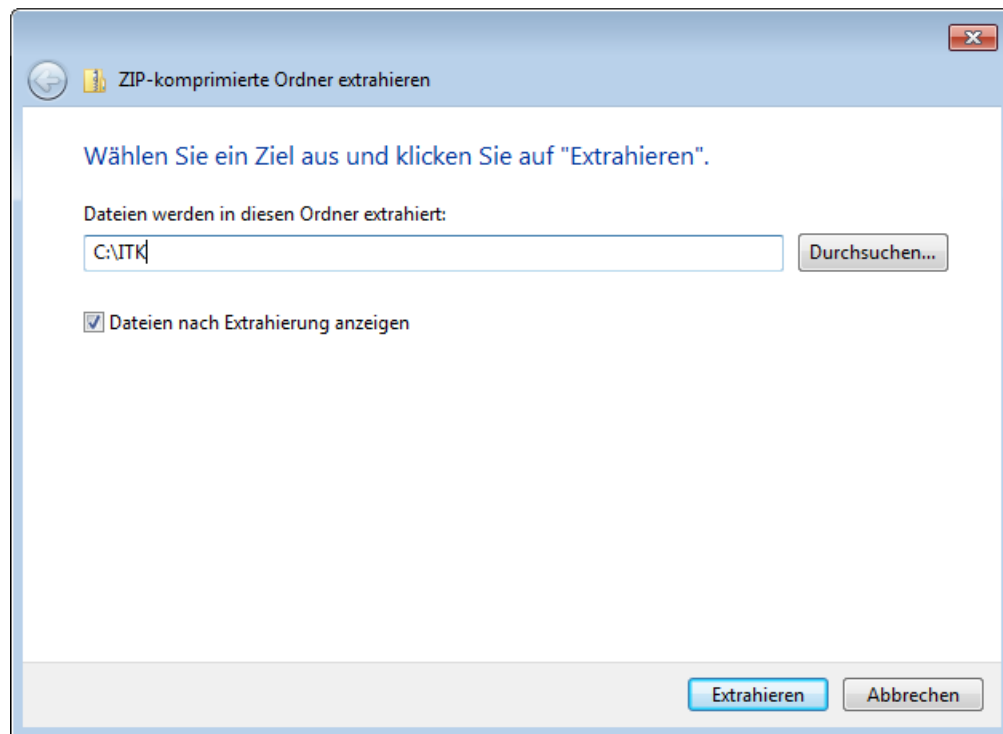 ZIP-komprimierte Ordner extrahieren
Wählen Sie ein Ziel aus und klicken Sie auf "Extrahieren".
Dateien werden in diesen Ordner extrahiert:
C:\ITK
Durchsuchen...
Dateien nach Extrahierung anzeigen
Extrahieren
Abbrechen